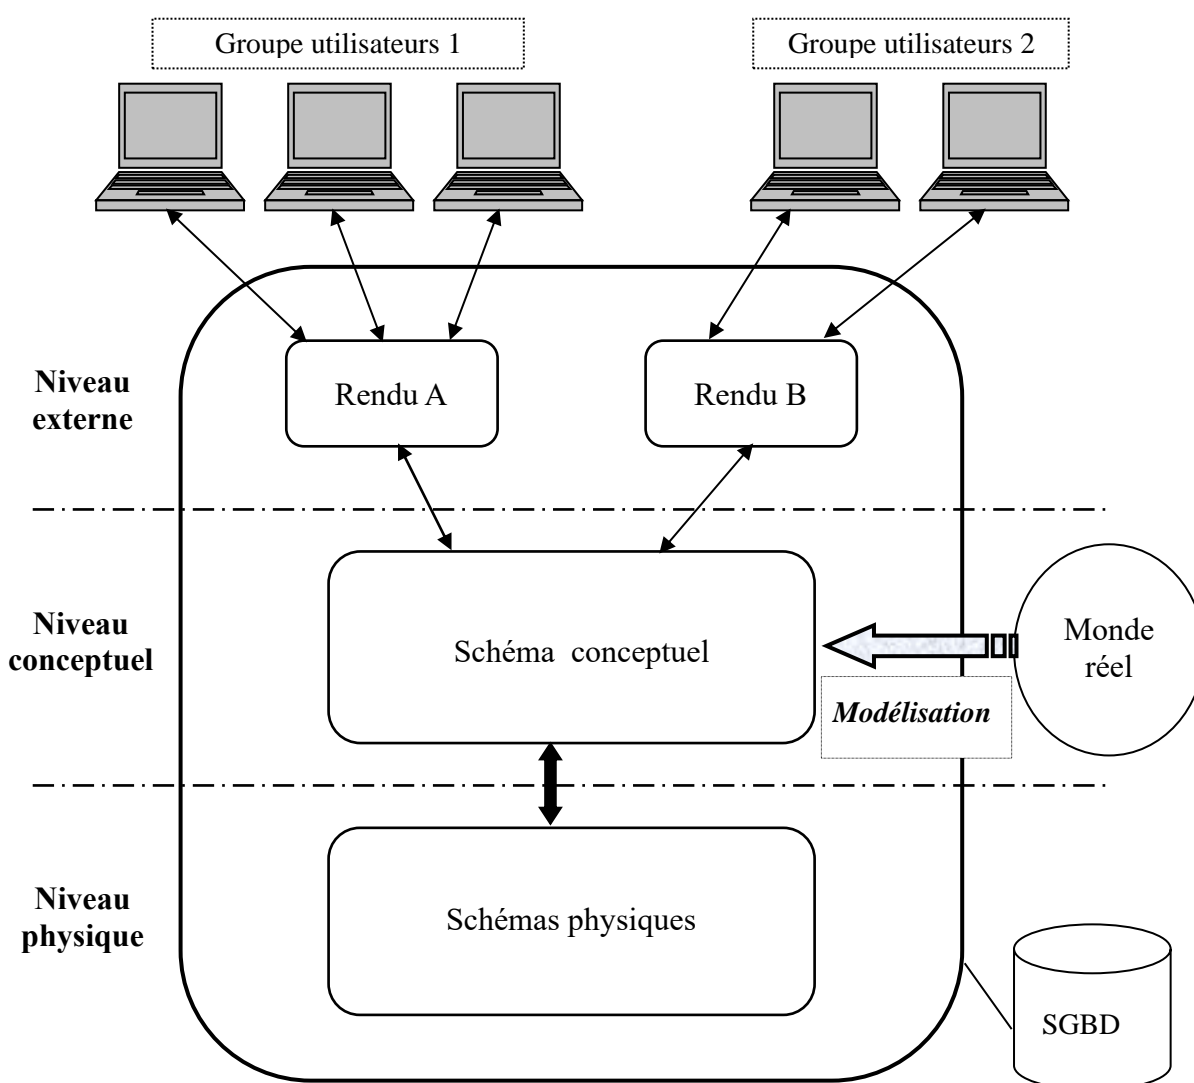 Groupe utilisateurs 1
Groupe utilisateurs 2
Niveau
externe
Rendu A
Rendu B
Niveau
conceptuel
Schéma conceptuel
Monde
réel
Modélisation
Niveau
physique
Schémas physiques
SGBD